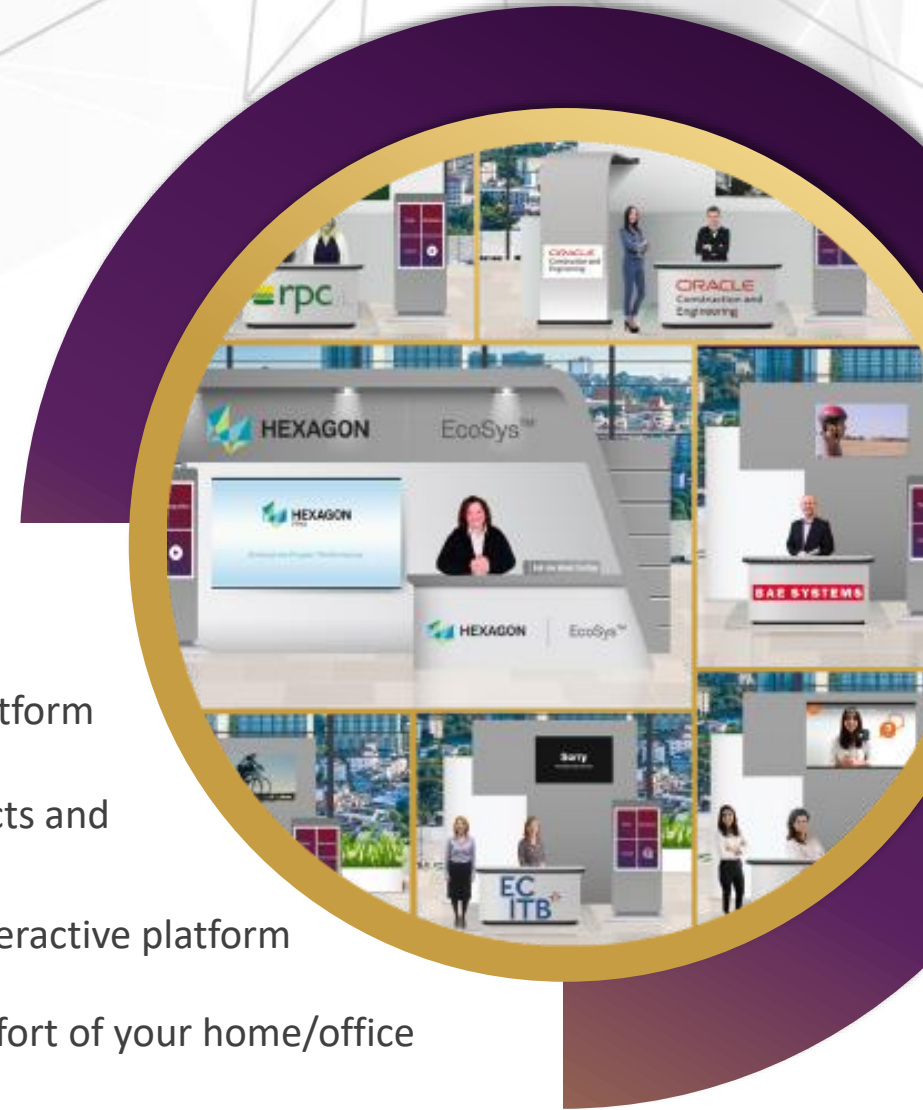 rpc
ORACLE
Construction and
Engineering
ORACLE
Construction and
Engineering
HEXAGON
EcoSys™
HEXAGON
HEXAGON
EcoSys™
BAE SYSTEMS
Sorry
EC
ITB
tform
cts and
eractive platform
fort of your home/office